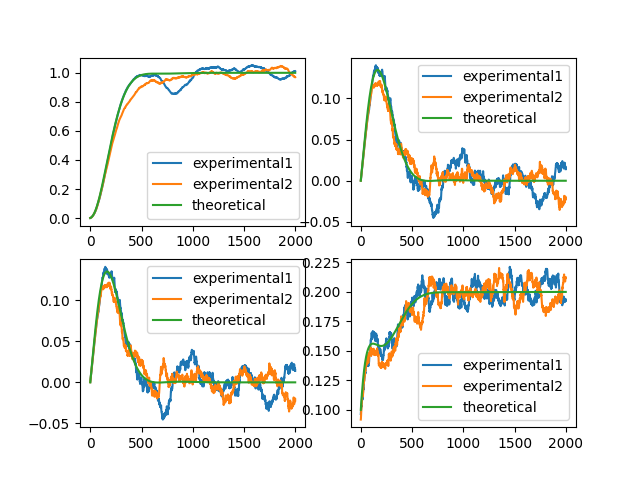 1.0
0.8
0.6
0.4
0.2
0.0
experimental1
experimental2
theoretical
0 500 1000 1500 2000
0.10
0.05
0.00
−0.05
experimental1
experimental2
theoretical
0 500 1000 1500 2000
0.10
0.05
0.00
−0.05
experimental1
experimental2
theoretical
0 500 1000 1500 2000
0.225
0.200
0.175
0.150
0.125
0.100
experimental1
experimental2
theoretical
0 500 1000 1500 2000